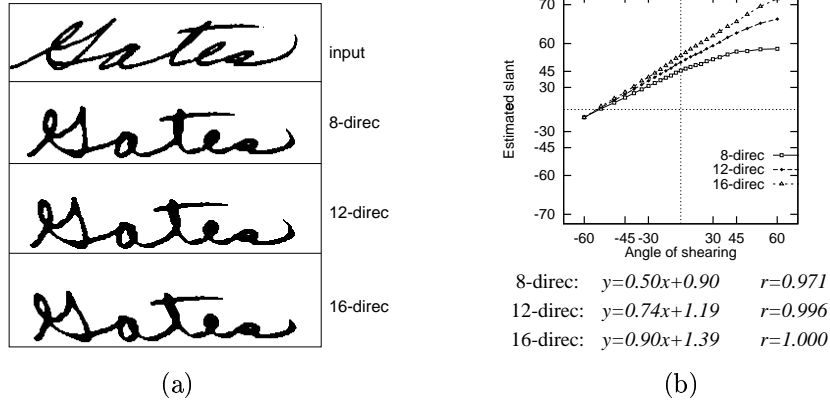 Gates input
Gates 8-direc
Gates 12-direc
Gates 16-direc
(a)
70
60
45
30
-30
-45
-60
-70
Estimated slant
8-direc
12-direc
16-direc
-60 -45 -30 30 45 60
Angle of shearing
8-direc: y=0.50x+0.90 r=0.971
12-direc: y=0.74x+1.19 r=0.996
16-direc: y=0.90x+1.39 r=1.000
(b)